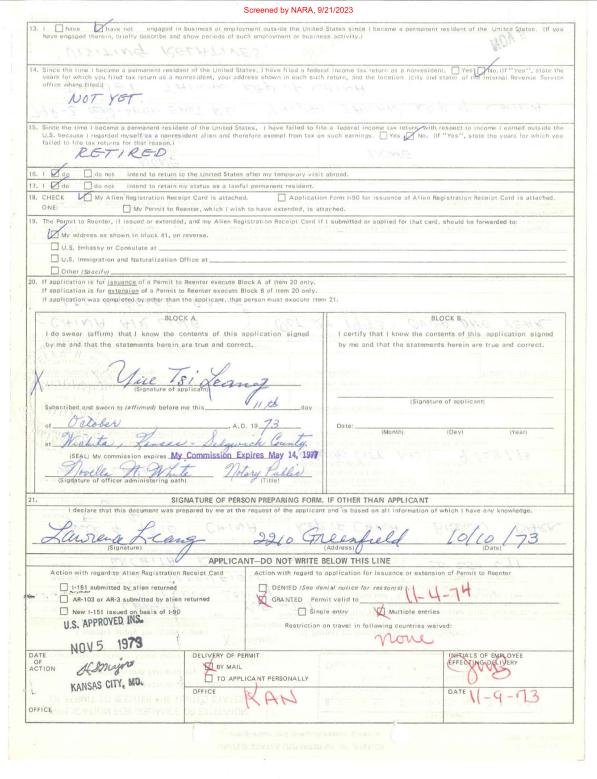 Screened by NARA, 9/21/2023
13. I ☐ have ☑ have not engaged in business or employment outside the United States since I became a permanent resident of the United States. (If you
have engaged therein, briefly describe and show periods of such employment or business activity.)
14. Since the time I became a permanent resident of the United States, I have filed a federal income tax return as a nonresident. ☐ Yes ☑ No. (If "Yes", state the
years for which you filed tax return as a nonresident, your address shown in each such return, and the location (city and state) of the Internal Revenue Service
office where filed.)
NOT YET.
15. Since the time I became a permanent resident of the United States, I have failed to file a federal income tax return with respect to income I earned outside the
U.S. because I regarded myself as a nonresident alien and therefore exempt from tax on such earnings. ☐ Yes ☑ No. (If "Yes", state the years for which you
failed to file tax returns for that reason.)
RETIRED
16. I ☑ do ☐ do not intend to return to the United States after my temporary visit abroad.
17. I ☑ do ☐ do not intend to retain my status as a lawful permanent resident.
18. CHECK ☑ My Alien Registration Receipt Card is attached. ☐ Application Form I-90 for issuance of Alien Registration Receipt Card is attached.
ONE: ☐ My Permit to Reenter, which I wish to have extended, is attached.
19. The Permit to Reenter, if issued or extended, and my Alien Registration Receipt Card if I submitted or applied for that card, should be forwarded to:
☑ My address as shown in block #1, on reverse.
☐ U.S. Embassy or Consulate at
☐ U.S. Immigration and Naturalization Office at
☐ Other (Specify)
20. If application is for issuance of a Permit to Reenter execute Block A of Item 20 only.
If application is for extension of a Permit to Reenter execute Block B of Item 20 only.
If application was completed by other than the applicant, that person must execute Item 21.
BLOCK A
I do swear (affirm) that I know the contents of this application signed
by me and that the statements herein are true and correct.
X Yiie Tsi Leang
(Signature of applicant)
Subscribed and sworn to (affirmed) before me this 11th day
of October, A.D. 19 73
at Wichita, Kansas - Sedgwick County
(SEAL) My commission expires My Commission Expires May 14, 1977
Novella N. White Notary Public
(Signature of officer administering oath) (Title)
BLOCK B
I certify that I know the contents of this application signed
by me and that the statements herein are true and correct.
(Signature of applicant)
Date:
(Month) (Day) (Year)
21. SIGNATURE OF PERSON PREPARING FORM, IF OTHER THAN APPLICANT
I declare that this document was prepared by me at the request of the applicant and is based on all information of which I have any knowledge.
Lawrence Leang 2210 Greenfield 10/10/73
(Signature) (Address) (Date)
APPLICANT—DO NOT WRITE BELOW THIS LINE
Action with regard to Alien Registration Receipt Card
☐ I-151 submitted by alien returned
☐ AR-103 or AR-3 submitted by alien returned
☐ New I-151 issued on basis of I-90
U.S. APPROVED INS.
NOV 5 1973
KANSAS CITY, MO.
Action with regard to application for issuance or extension of Permit to Reenter
☐ DENIED (See denial notice for reasons)
☒ GRANTED Permit valid to 11-4-74
☐ Single entry ☒ Multiple entries
Restriction on travel in following countries waived:
none
DATE
OF
ACTION
DELIVERY OF PERMIT
☒ BY MAIL
☐ TO APPLICANT PERSONALLY
INITIALS OF EMPLOYEE
EFFECTING DELIVERY
OFFICE
OFFICE KAN
DATE 11-9-73